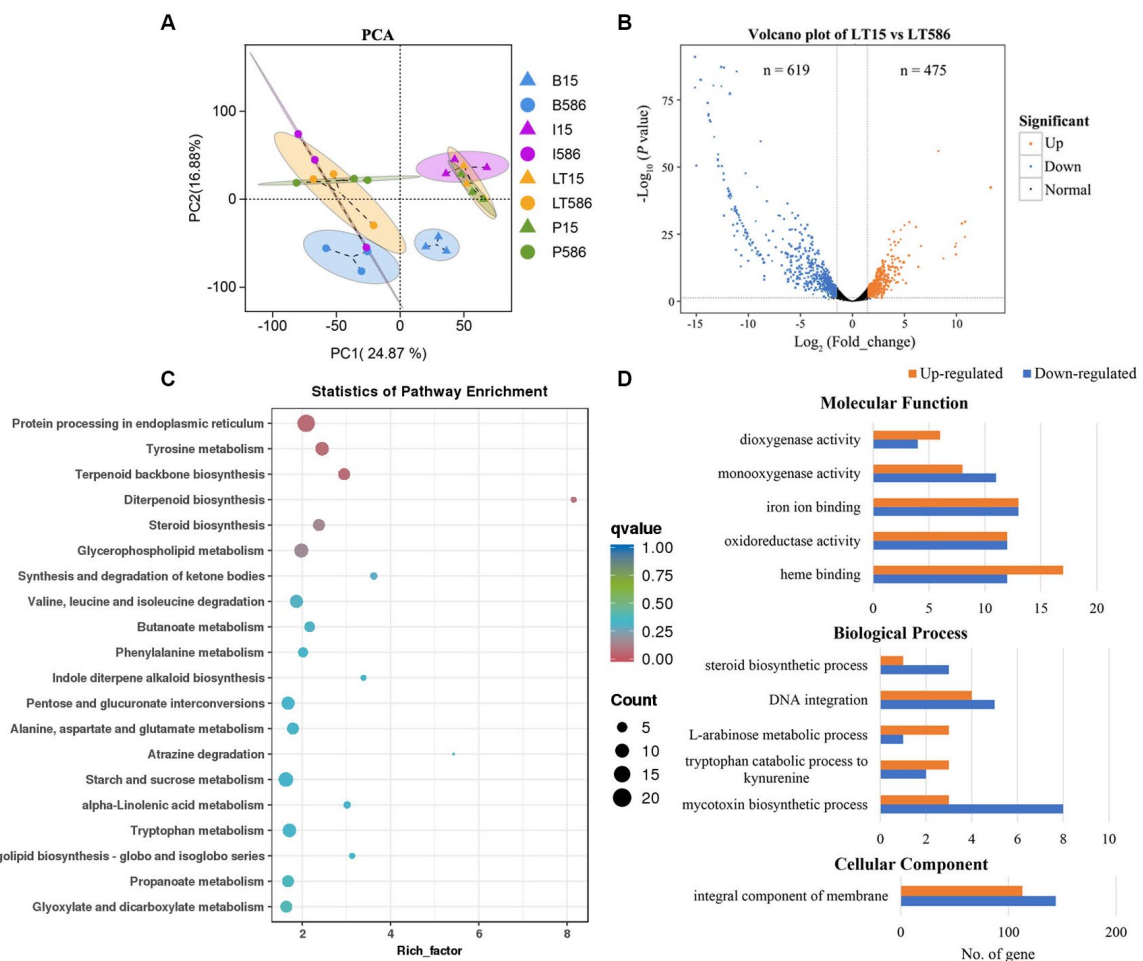 A
PCA
PC2(16.88%)
100
0
-100
-100
-50
0
50
PC1( 24.87 %)
B15
B586
I15
I586
LT15
LT586
P15
P586
B
Volcano plot of LT15 vs LT586
n = 619
n = 475
-Log10 (P value)
75
50
25
0
-15
-10
-5
0
5
10
Log2 (Fold_change)
Significant
Up
Down
Normal
C
Statistics of Pathway Enrichment
Protein processing in endoplasmic reticulum
Tyrosine metabolism
Terpenoid backbone biosynthesis
Diterpenoid biosynthesis
Steroid biosynthesis
Glycerophospholipid metabolism
Synthesis and degradation of ketone bodies
Valine, leucine and isoleucine degradation
Butanoate metabolism
Phenylalanine metabolism
Indole diterpene alkaloid biosynthesis
Pentose and glucuronate interconversions
Alanine, aspartate and glutamate metabolism
Atrazine degradation
Starch and sucrose metabolism
alpha-Linolenic acid metabolism
Tryptophan metabolism
golipid biosynthesis - globo and isoglobo series
Propanoate metabolism
Glyoxylate and dicarboxylate metabolism
2
4
6
8
Rich_factor
qvalue
1.00
0.75
0.50
0.25
0.00
Count
5
10
15
20
D
Up-regulated
Down-regulated
Molecular Function
dioxygenase activity
monooxygenase activity
iron ion binding
oxidoreductase activity
heme binding
0
5
10
15
20
Biological Process
steroid biosynthetic process
DNA integration
L-arabinose metabolic process
tryptophan catabolic process to
kynurenine
mycotoxin biosynthetic process
0
2
4
6
8
10
Cellular Component
integral component of membrane
0
100
200
No. of gene